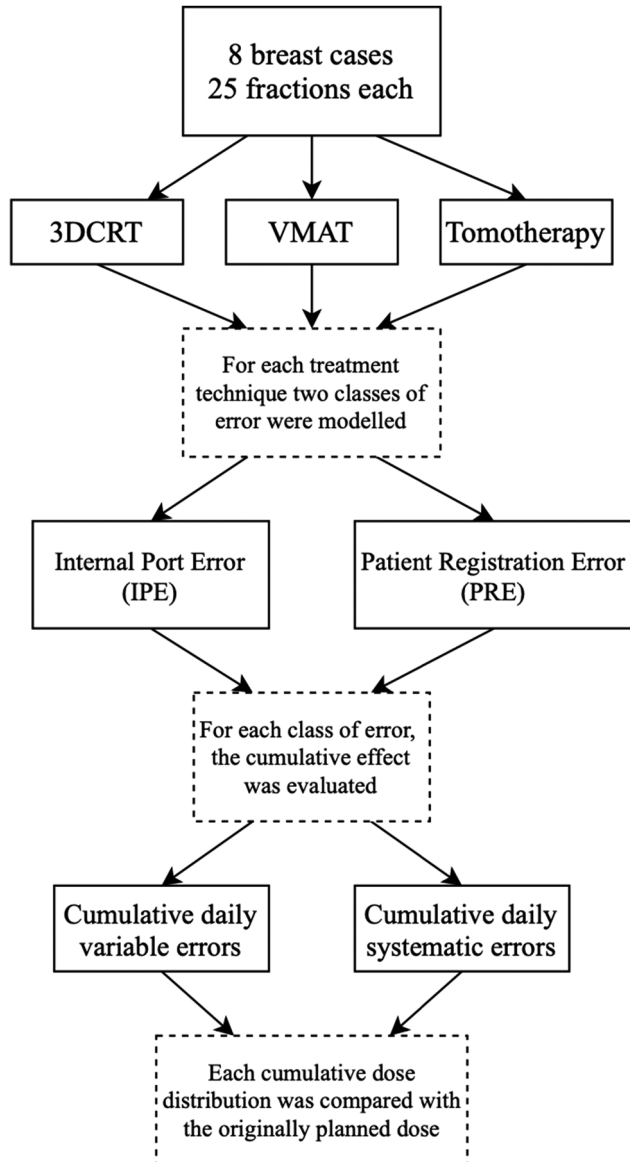 8 breast cases
25 fractions each
3DCRT
VMAT
Tomotherapy
For each treatment
technique two classes of
error were modelled
Internal Port Error
(IPE)
Patient Registration Error
(PRE)
For each class of error,
the cumulative effect
was evaluated
Cumulative daily
variable errors
Cumulative daily
systematic errors
Each cumulative dose
distribution was compared with
the originally planned dose